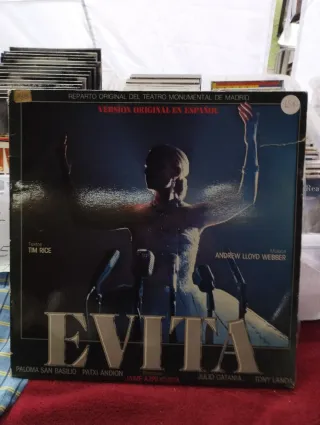 REPARTO ORIGINAL DEL TEATRO MONUMENTAL DE MADRID
VERSION ORIGINAL EN ESPAÑOL
TIM RICE
ANDREW LLOYD WEBBER
EVITA
PALOMA SAN BASILIO PATXI ANDION JULIO CATANIA TONY LANDA